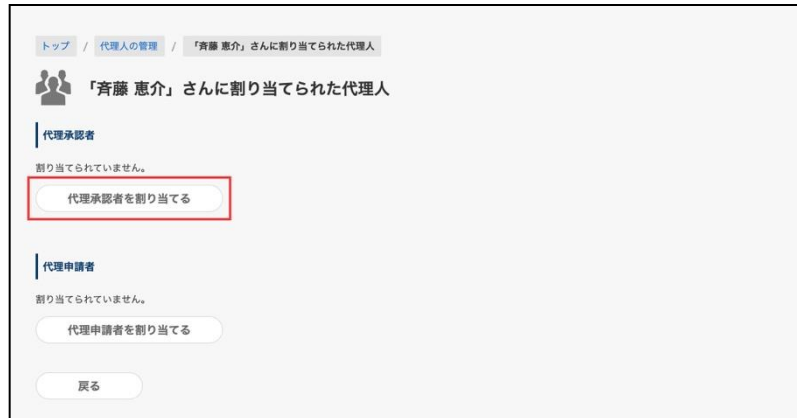 トップ / 代理人の管理 / 「斉藤 恵介」さんに割り当てられた代理人
「斉藤 恵介」さんに割り当てられた代理人
代理承認者
割り当てられていません。
代理承認者を割り当てる
代理申請者
割り当てられていません。
代理申請者を割り当てる
戻る